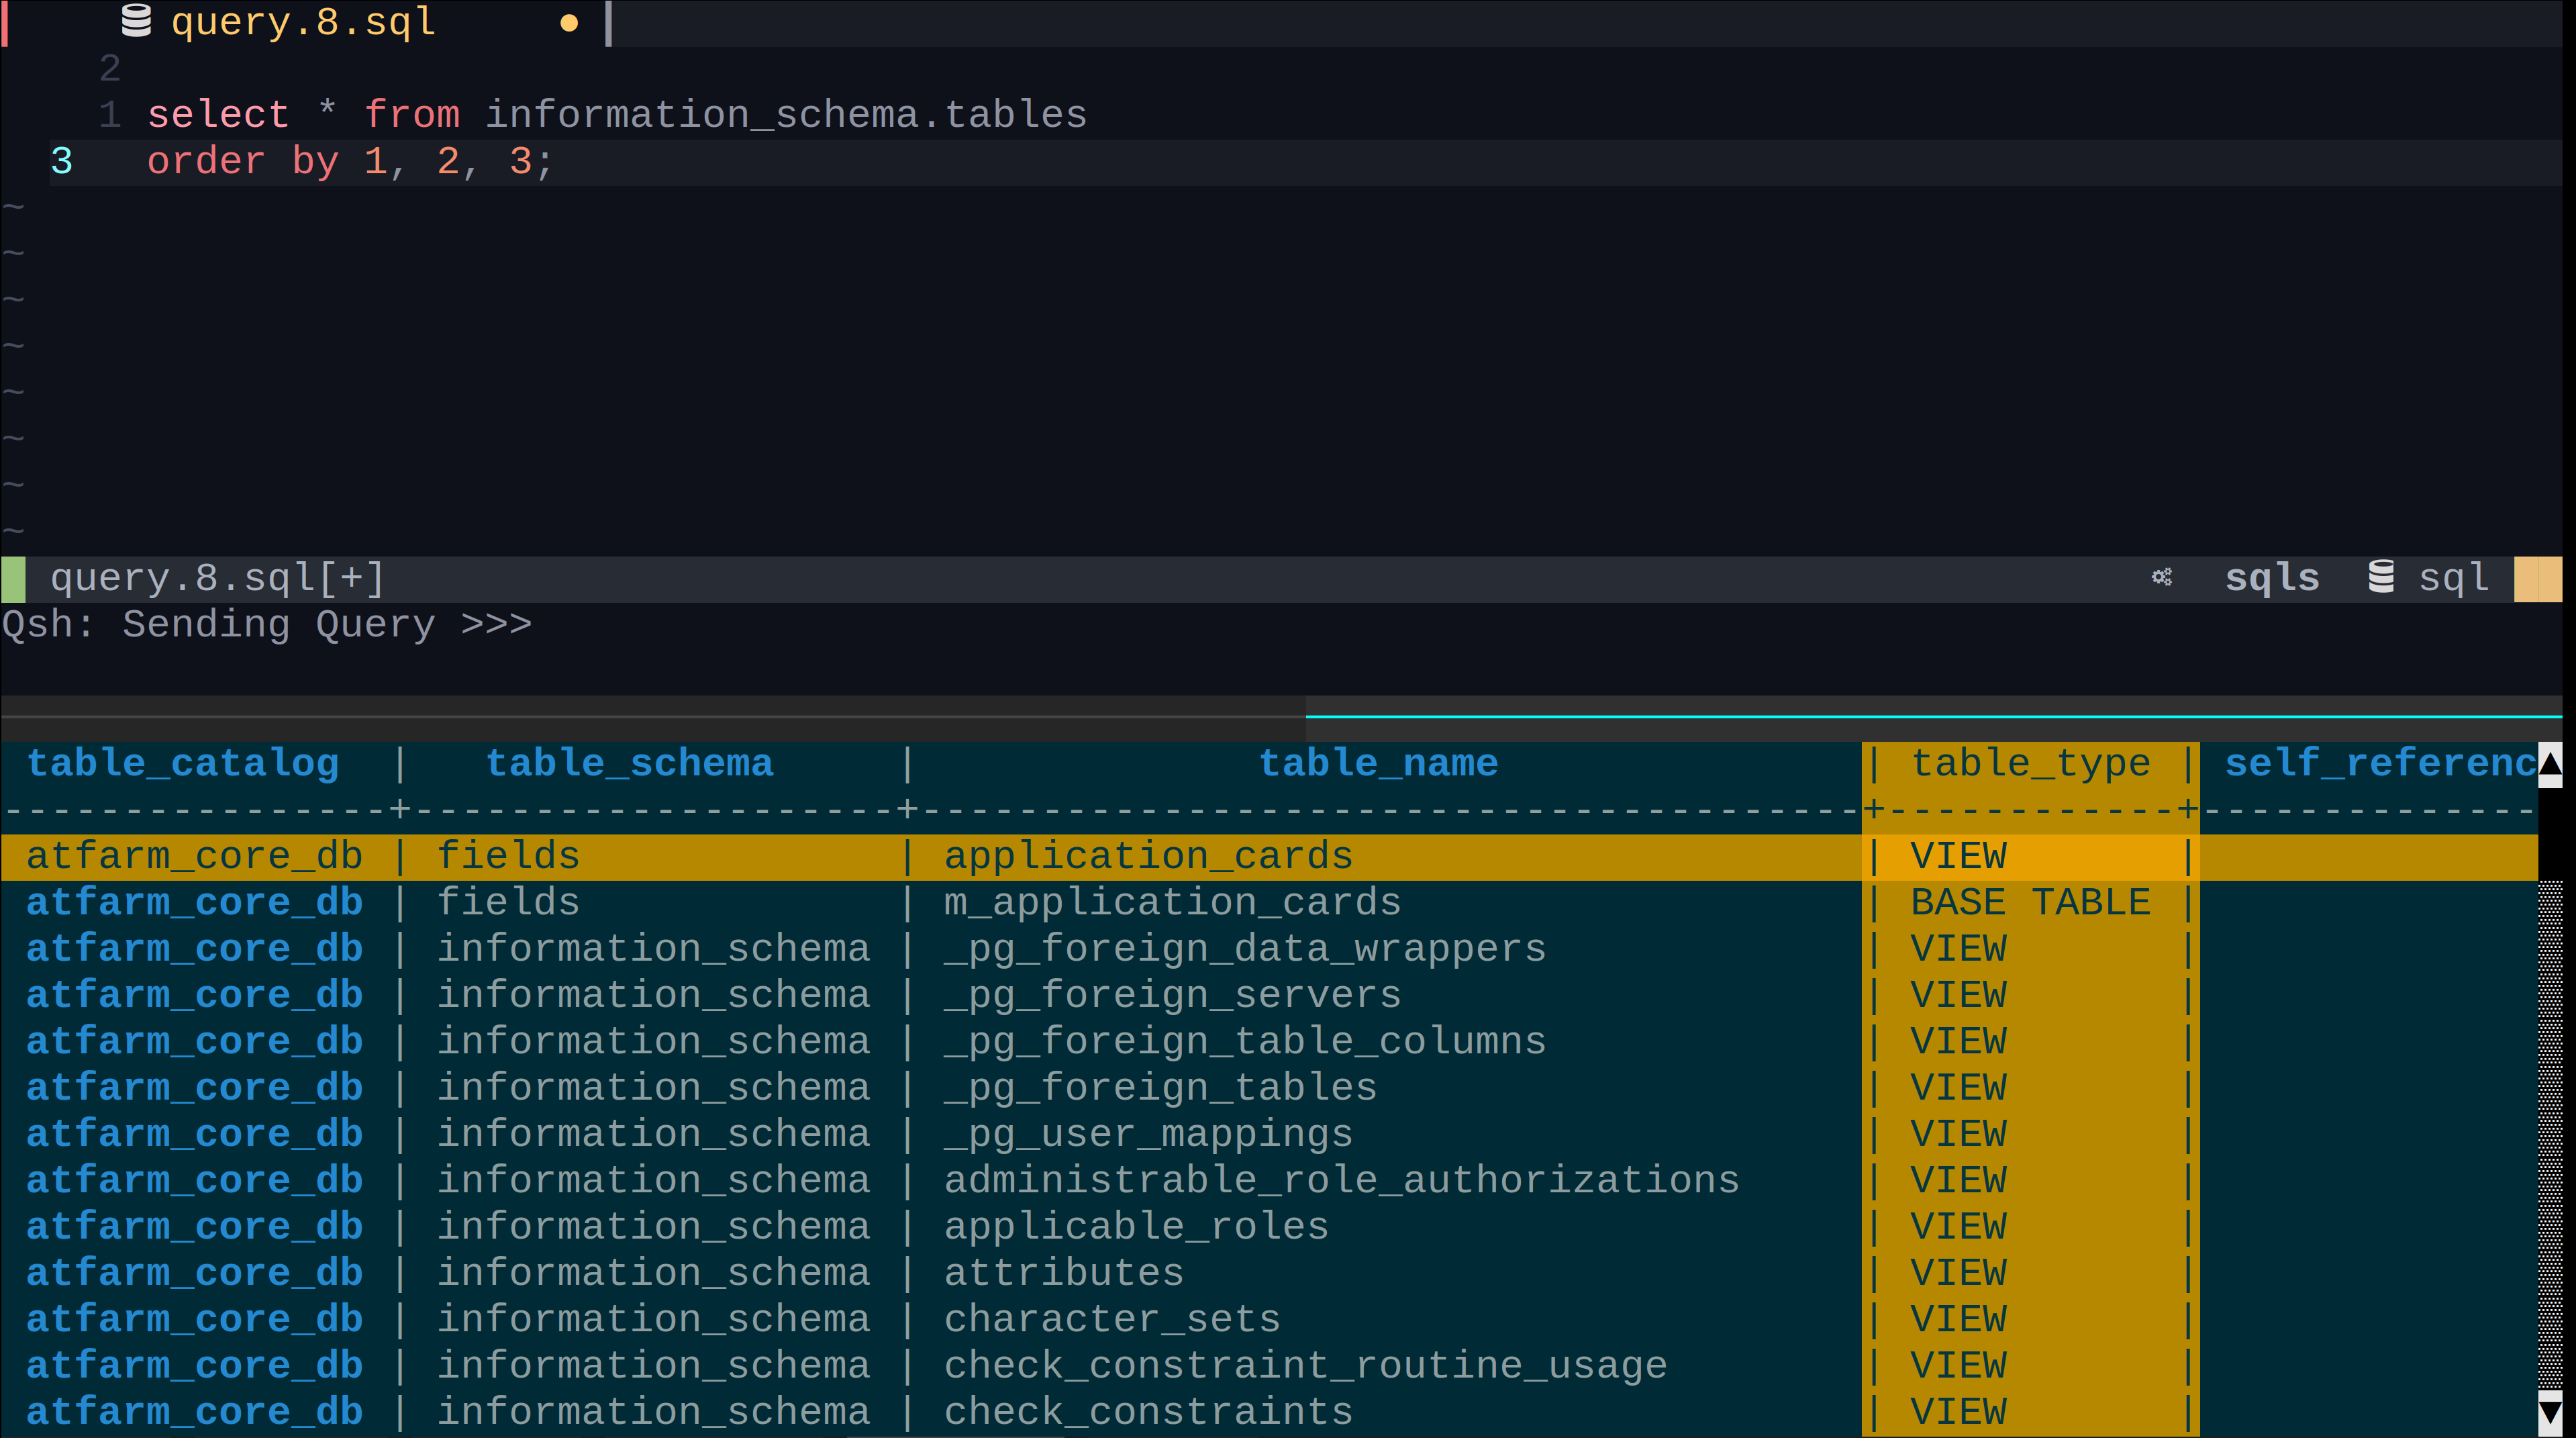 query.8.sql ●
2
1 select * from information_schema.tables
3 order by 1, 2, 3;
~
~
~
~
~
~
~
~
query.8.sql[+] sqls sql
Qsh: Sending Query >>>
table_catalog | table_schema | table_name | table_type | self_referenc
----------------+--------------------+---------------------------------------+------------+--------------
atfarm_core_db | fields | application_cards | VIEW |
atfarm_core_db | fields | m_application_cards | BASE TABLE |
atfarm_core_db | information_schema | _pg_foreign_data_wrappers | VIEW |
atfarm_core_db | information_schema | _pg_foreign_servers | VIEW |
atfarm_core_db | information_schema | _pg_foreign_table_columns | VIEW |
atfarm_core_db | information_schema | _pg_foreign_tables | VIEW |
atfarm_core_db | information_schema | _pg_user_mappings | VIEW |
atfarm_core_db | information_schema | administrable_role_authorizations | VIEW |
atfarm_core_db | information_schema | applicable_roles | VIEW |
atfarm_core_db | information_schema | attributes | VIEW |
atfarm_core_db | information_schema | character_sets | VIEW |
atfarm_core_db | information_schema | check_constraint_routine_usage | VIEW |
atfarm_core_db | information_schema | check_constraints | VIEW |